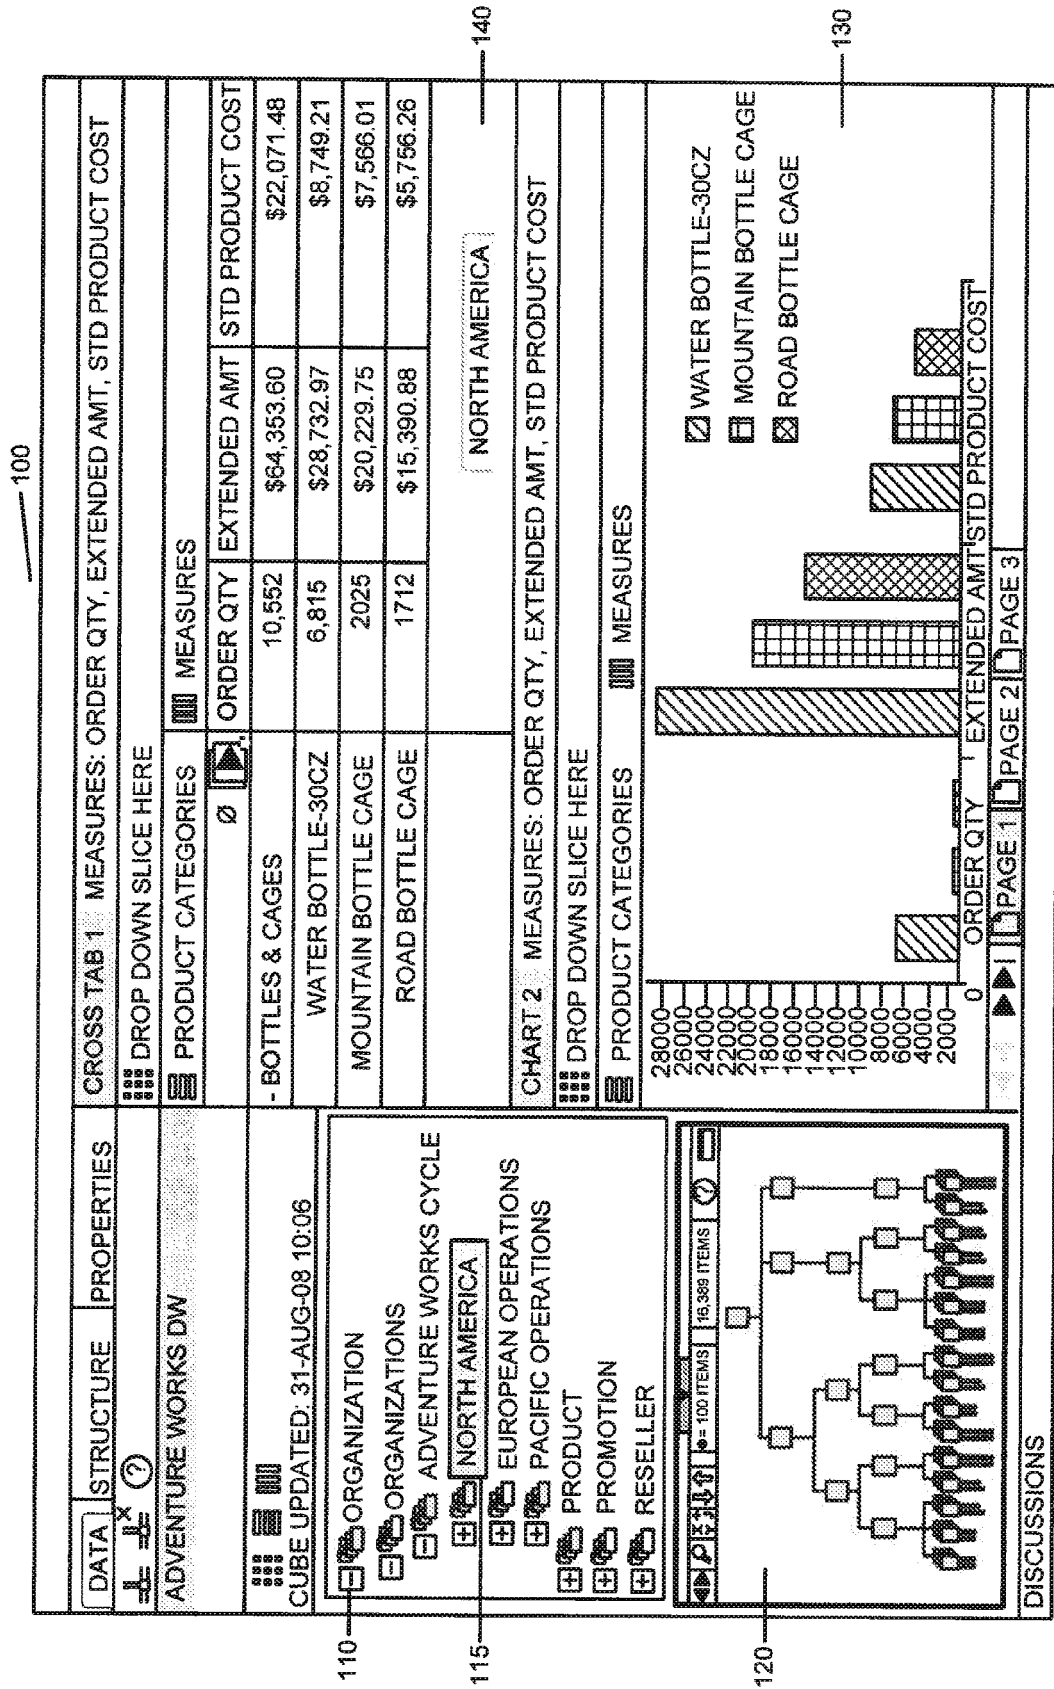 100
DATA
STRUCTURE
PROPERTIES
ADVENTURE WORKS DW
CUBE UPDATED: 31-AUG-08 10:06
110
ORGANIZATION
ORGANIZATIONS
ADVENTURE WORKS CYCLE
115
NORTH AMERICA
EUROPEAN OPERATIONS
PACIFIC OPERATIONS
PRODUCT
PROMOTION
RESELLER
120
= 100 ITEMS
16,389 ITEMS
DISCUSSIONS
CROSS TAB 1 MEASURES: ORDER QTY, EXTENDED AMT, STD PRODUCT COST
DROP DOWN SLICE HERE
PRODUCT CATEGORIES
MEASURES
Ø ORDER QTY EXTENDED AMT STD PRODUCT COST
- BOTTLES & CAGES 10,552 $64,353.60 $22,071.48
WATER BOTTLE-30CZ 6,815 $28,732.97 $8,749.21
MOUNTAIN BOTTLE CAGE 2025 $20,229.75 $7,566.01
ROAD BOTTLE CAGE 1712 $15,390.88 $5,756.26
NORTH AMERICA
140
CHART 2 MEASURES: ORDER QTY, EXTENDED AMT, STD PRODUCT COST
DROP DOWN SLICE HERE
PRODUCT CATEGORIES
MEASURES
28000
26000
24000
22000
20000
18000
16000
14000
10000
8000
6000
4000
2000
0
WATER BOTTLE-30CZ
MOUNTAIN BOTTLE CAGE
ROAD BOTTLE CAGE
130
ORDER QTY EXTENDED AMT STD PRODUCT COST
PAGE 1 PAGE 2 PAGE 3